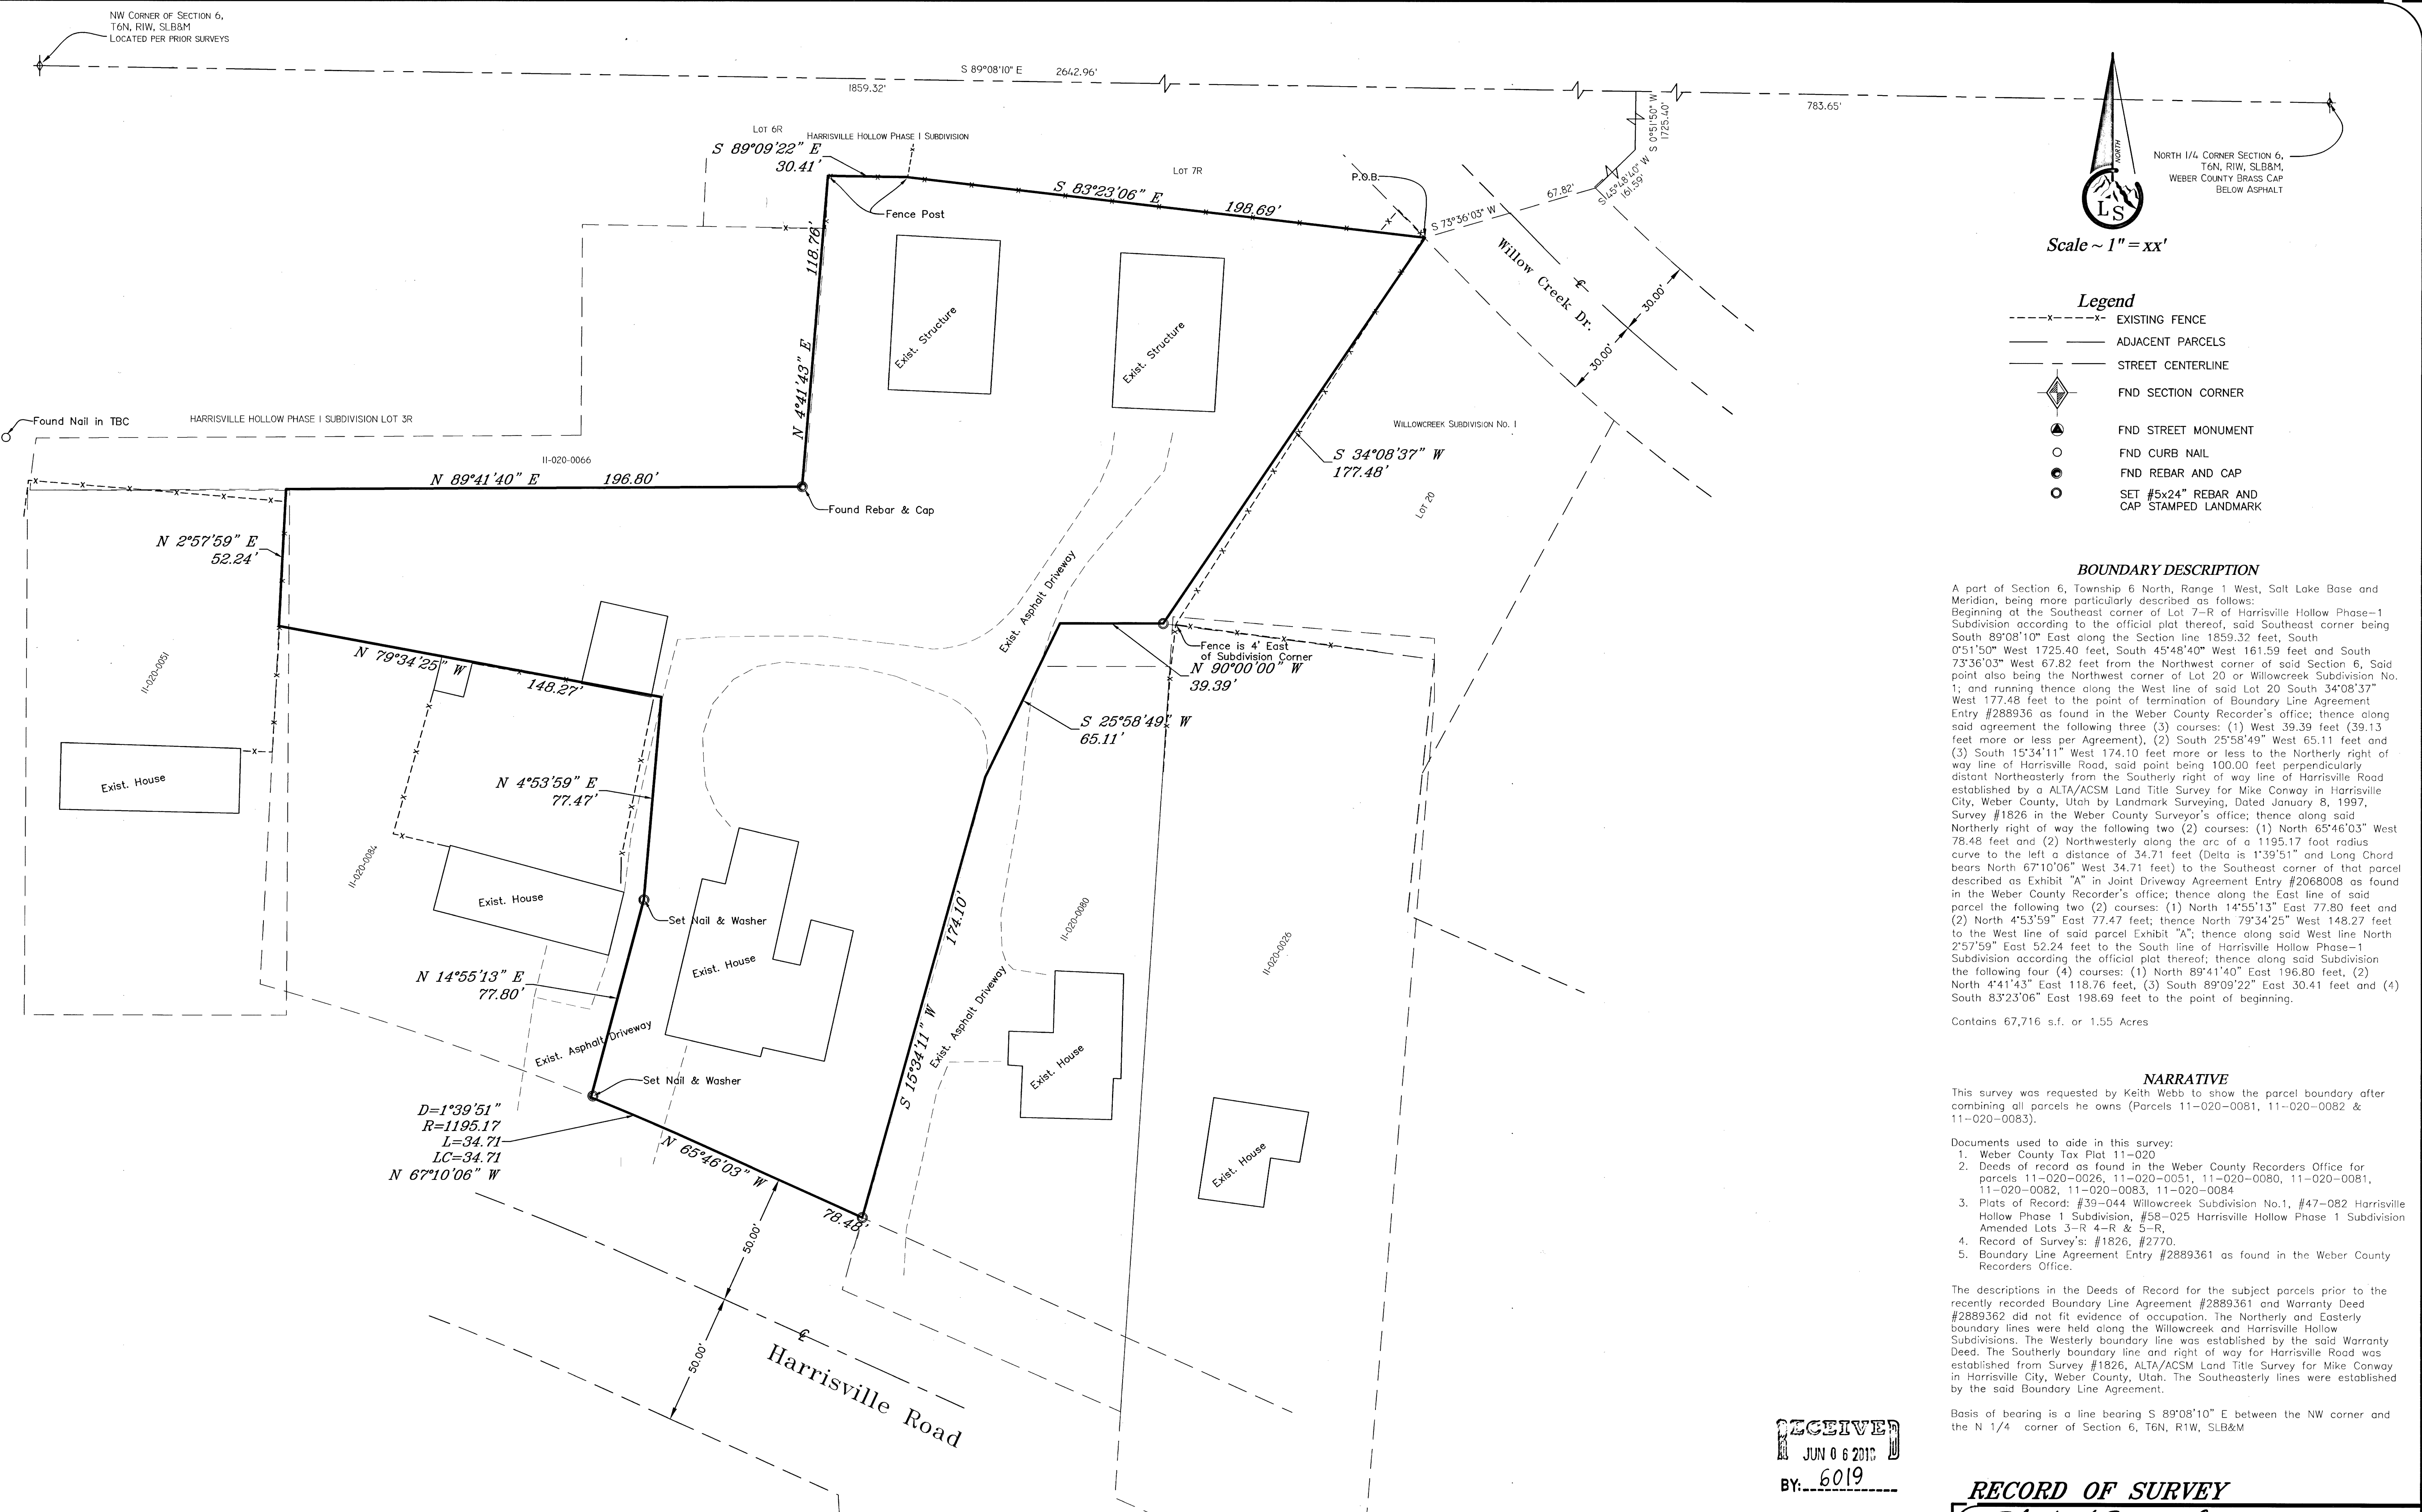 NW CORNER OF SECTION 6,
T6N, R1W, SLB&M
LOCATED PER PRIOR SURVEYS
S 89°08'10" E 2642.96'
1859.32'
783.65'
S 0°51'50" W
1725.40'
S 45°48'40" W
161.59'
67.82'
S 73°36'03" W
P.O.B.
NORTH 1/4 CORNER SECTION 6,
T6N, R1W, SLB&M,
WEBER COUNTY BRASS CAP
BELOW ASPHALT
NORTH
LS
Scale ~ 1" = xx'
LOT 6R
HARRISVILLE HOLLOW PHASE 1 SUBDIVISION
S 89°09'22" E
30.41'
LOT 7R
S 83°23'06" E 198.69'
Fence Post
118.76'
N 4°41'43" E
Exist. Structure
Exist. Structure
Willow Creek Dr.
℄
30.00'
30.00'
Found Nail in TBC
HARRISVILLE HOLLOW PHASE 1 SUBDIVISION LOT 3R
11-020-0066
N 89°41'40" E 196.80'
Found Rebar & Cap
WILLOWCREEK SUBDIVISION NO. 1
S 34°08'37" W
177.48'
LOT 20
N 2°57'59" E
52.24'
Exist. Asphalt Driveway
Fence is 4' East
of Subdivision Corner
N 90°00'00" W
39.39'
11-020-0051
N 79°34'25" W
148.27'
S 25°58'49" W
65.11'
Exist. House
N 4°53'59" E
77.47'
11-020-0084
Exist. House
Set Nail & Washer
174.10'
S 15°34'11" W
11-020-0080
11-020-0026
Exist. House
N 14°55'13" E
77.80'
Exist. Asphalt Driveway
Exist. Asphalt Driveway
Exist. House
Set Nail & Washer
D=1°39'51"
R=1195.17
L=34.71
LC=34.71
N 67°10'06" W
N 65°46'03" W
78.48'
Exist. House
50.00'
50.00'
℄
Harrisville Road
Legend
EXISTING FENCE
ADJACENT PARCELS
STREET CENTERLINE
FND SECTION CORNER
FND STREET MONUMENT
FND CURB NAIL
FND REBAR AND CAP
SET #5x24" REBAR AND
CAP STAMPED LANDMARK
BOUNDARY DESCRIPTION
A part of Section 6, Township 6 North, Range 1 West, Salt Lake Base and
Meridian, being more particularly described as follows:
Beginning at the Southeast corner of Lot 7-R of Harrisville Hollow Phase-1
Subdivision according to the official plat thereof, said Southeast corner being
South 89°08'10" East along the Section line 1859.32 feet, South
0°51'50" West 1725.40 feet, South 45°48'40" West 161.59 feet and South
73°36'03" West 67.82 feet from the Northwest corner of said Section 6, Said
point also being the Northwest corner of Lot 20 or Willowcreek Subdivision No.
1; and running thence along the West line of said Lot 20 South 34°08'37"
West 177.48 feet to the point of termination of Boundary Line Agreement
Entry #288936 as found in the Weber County Recorder's office; thence along
said agreement the following three (3) courses: (1) West 39.39 feet (39.13
feet more or less per Agreement), (2) South 25°58'49" West 65.11 feet and
(3) South 15°34'11" West 174.10 feet more or less to the Northerly right of
way line of Harrisville Road, said point being 100.00 feet perpendicularly
distant Northeasterly from the Southerly right of way line of Harrisville Road
established by a ALTA/ACSM Land Title Survey for Mike Conway in Harrisville
City, Weber County, Utah by Landmark Surveying, Dated January 8, 1997,
Survey #1826 in the Weber County Surveyor's office; thence along said
Northerly right of way the following two (2) courses: (1) North 65°46'03" West
78.48 feet and (2) Northwesterly along the arc of a 1195.17 foot radius
curve to the left a distance of 34.71 feet (Delta is 1°39'51" and Long Chord
bears North 67°10'06" West 34.71 feet) to the Southeast corner of that parcel
described as Exhibit "A" in Joint Driveway Agreement Entry #2068008 as found
in the Weber County Recorder's office; thence along the East line of said
parcel the following two (2) courses: (1) North 14°55'13" East 77.80 feet and
(2) North 4°53'59" East 77.47 feet; thence North 79°34'25" West 148.27 feet
to the West line of said parcel Exhibit "A"; thence along said West line North
2°57'59" East 52.24 feet to the South line of Harrisville Hollow Phase-1
Subdivision according the official plat thereof; thence along said Subdivision
the following four (4) courses: (1) North 89°41'40" East 196.80 feet, (2)
North 4°41'43" East 118.76 feet, (3) South 89°09'22" East 30.41 feet and (4)
South 83°23'06" East 198.69 feet to the point of beginning.
Contains 67,716 s.f. or 1.55 Acres
NARRATIVE
This survey was requested by Keith Webb to show the parcel boundary after
combining all parcels he owns (Parcels 11-020-0081, 11-020-0082 &
11-020-0083).
Documents used to aide in this survey:
1. Weber County Tax Plat 11-020
2. Deeds of record as found in the Weber County Recorders Office for
parcels 11-020-0026, 11-020-0051, 11-020-0080, 11-020-0081,
11-020-0082, 11-020-0083, 11-020-0084
3. Plats of Record: #39-044 Willowcreek Subdivision No.1, #47-082 Harrisville
Hollow Phase 1 Subdivision, #58-025 Harrisville Hollow Phase 1 Subdivision
Amended Lots 3-R 4-R & 5-R,
4. Record of Survey's: #1826, #2770.
5. Boundary Line Agreement Entry #2889361 as found in the Weber County
Recorders Office.
The descriptions in the Deeds of Record for the subject parcels prior to the
recently recorded Boundary Line Agreement #2889361 and Warranty Deed
#2889362 did not fit evidence of occupation. The Northerly and Easterly
boundary lines were held along the Willowcreek and Harrisville Hollow
Subdivisions. The Westerly boundary line was established by the said Warranty
Deed. The Southerly boundary line and right of way for Harrisville Road was
established from Survey #1826, ALTA/ACSM Land Title Survey for Mike Conway
in Harrisville City, Weber County, Utah. The Southeasterly lines were established
by the said Boundary Line Agreement.
Basis of bearing is a line bearing S 89°08'10" E between the NW corner and
the N 1/4 corner of Section 6, T6N, R1W, SLB&M
RECEIVED
JUN 06
BY: 6019
RECORD OF SURVEY